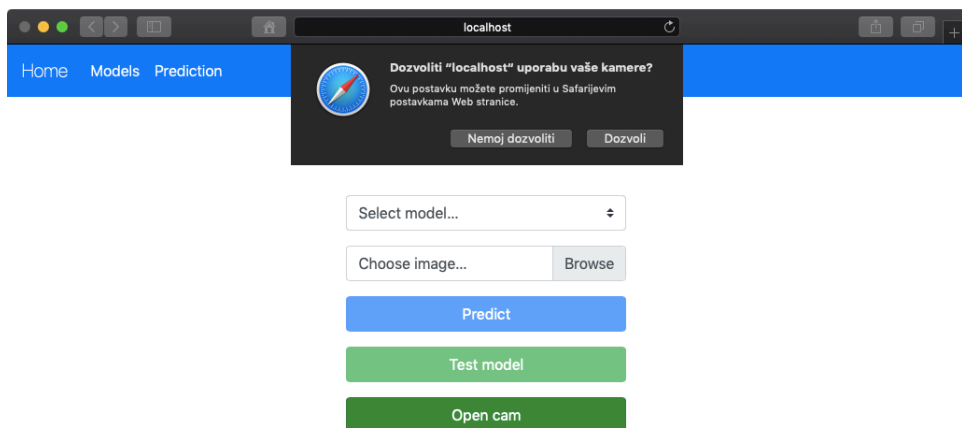 localhost
Home Models Prediction
Dozvoliti “localhost“ uporabu vaše kamere?
Ovu postavku možete promijeniti u Safarijevim
postavkama Web stranice.
Nemoj dozvoliti Dozvoli
Select model...
Choose image... Browse
Predict
Test model
Open cam